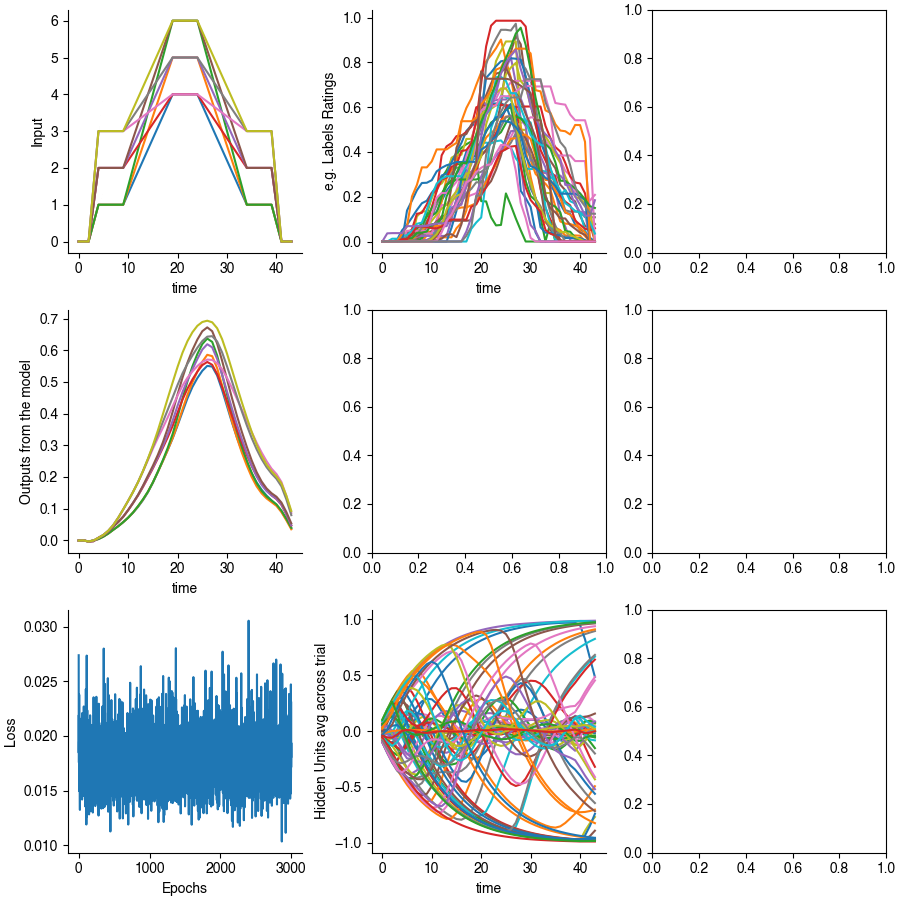 6
5
4
3
2
1
0
Input
0 10 20 30 40
time
1.0
0.8
0.6
0.4
0.2
0.0
e.g. Labels Ratings
0 10 20 30 40
time
1.0
0.8
0.6
0.4
0.2
0.0
0.0 0.2 0.4 0.6 0.8 1.0
0.7
0.6
0.5
0.4
0.3
0.2
0.1
0.0
Outputs from the model
0 10 20 30 40
time
1.0
0.8
0.6
0.4
0.2
0.0
0.0 0.2 0.4 0.6 0.8 1.0
1.0
0.8
0.6
0.4
0.2
0.0
0.0 0.2 0.4 0.6 0.8 1.0
0.030
0.025
0.020
0.015
0.010
Loss
0 1000 2000 3000
Epochs
1.0
0.5
0.0
−0.5
−1.0
Hidden Units avg across trial
0 10 20 30 40
time
1.0
0.8
0.6
0.4
0.2
0.0
0.0 0.2 0.4 0.6 0.8 1.0